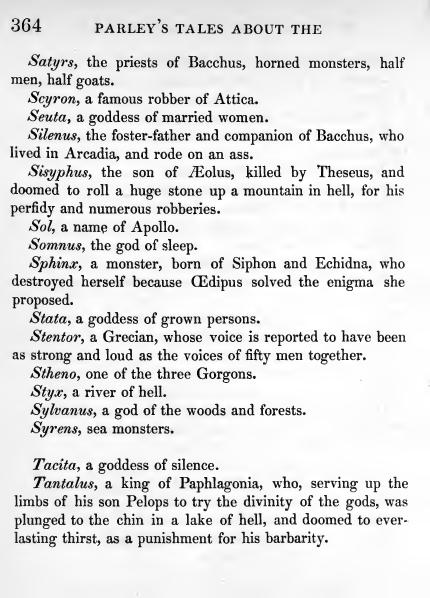 364 PARLEY'S TALES ABOUT THE
Satyrs, the priests of Bacchus, horned monsters, half
men, half goats.
Scyron, a famous robber of Attica.
Seuta, a goddess of married women.
Silenus, the foster-father and companion of Bacchus, who
lived in Arcadia, and rode on an ass.
Sisyphus, the son of Æolus, killed by Theseus, and
doomed to roll a huge stone up a mountain in hell, for his
perfidy and numerous robberies.
Sol, a name of Apollo.
Somnus, the god of sleep.
Sphinx, a monster, born of Siphon and Echidna, who
destroyed herself because Œdipus solved the enigma she
proposed.
Stata, a goddess of grown persons.
Stentor, a Grecian, whose voice is reported to have been
as strong and loud as the voices of fifty men together.
Stheno, one of the three Gorgons.
Styx, a river of hell.
Sylvanus, a god of the woods and forests.
Syrens, sea monsters.
Tacita, a goddess of silence.
Tantalus, a king of Paphlagonia, who, serving up the
limbs of his son Pelops to try the divinity of the gods, was
plunged to the chin in a lake of hell, and doomed to ever-
lasting thirst, as a punishment for his barbarity.